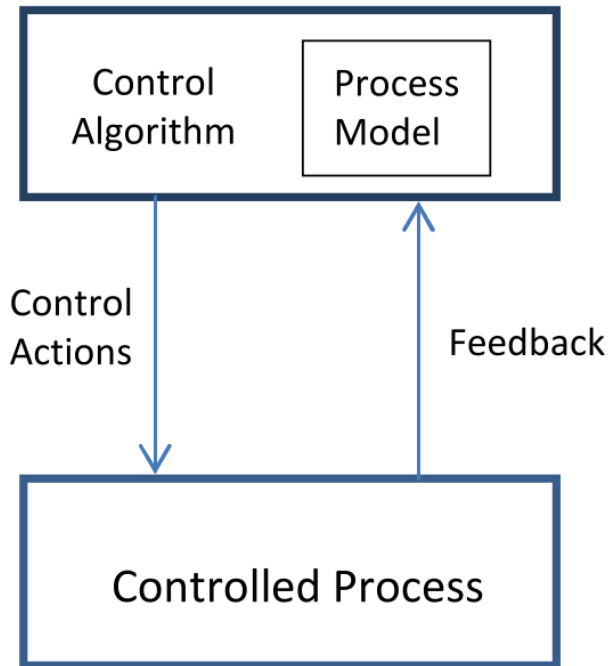 Control
Algorithm
Process
Model
Control
Actions
Feedback
Controlled Process